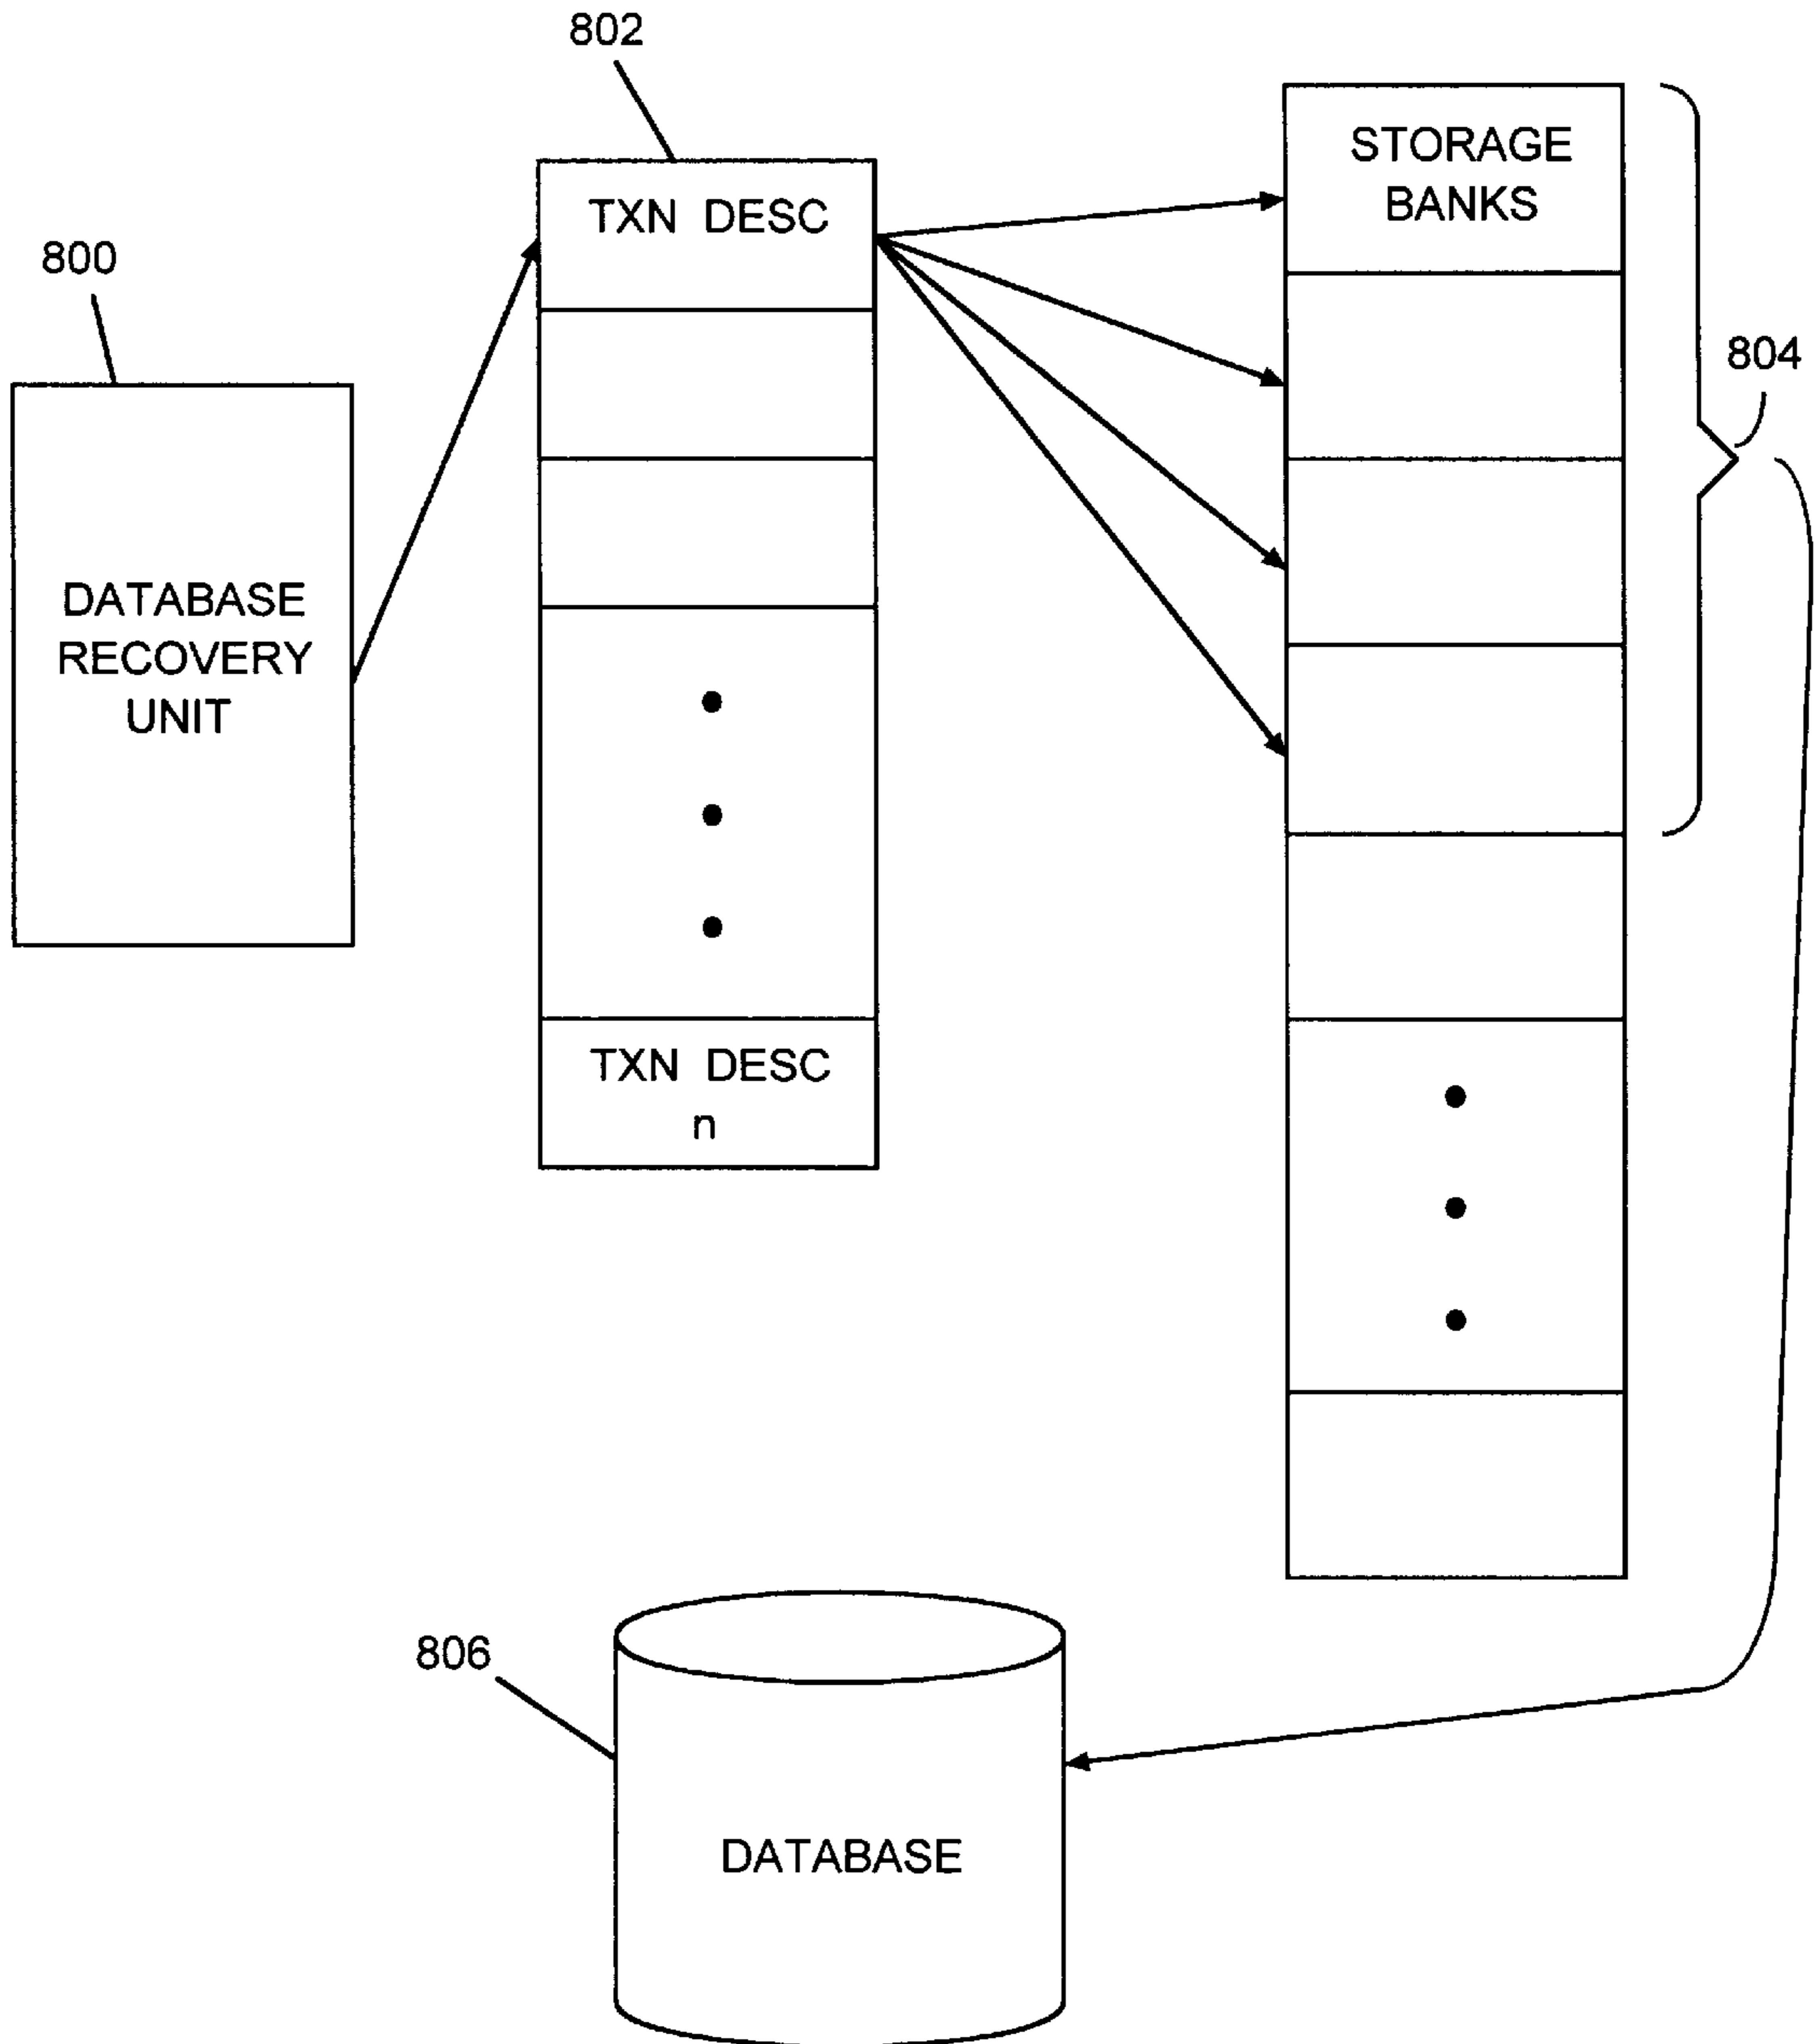 802
STORAGE
BANKS
TXN DESC
800
804
DATABASE
RECOVERY
UNIT
TXN DESC
n
806
DATABASE